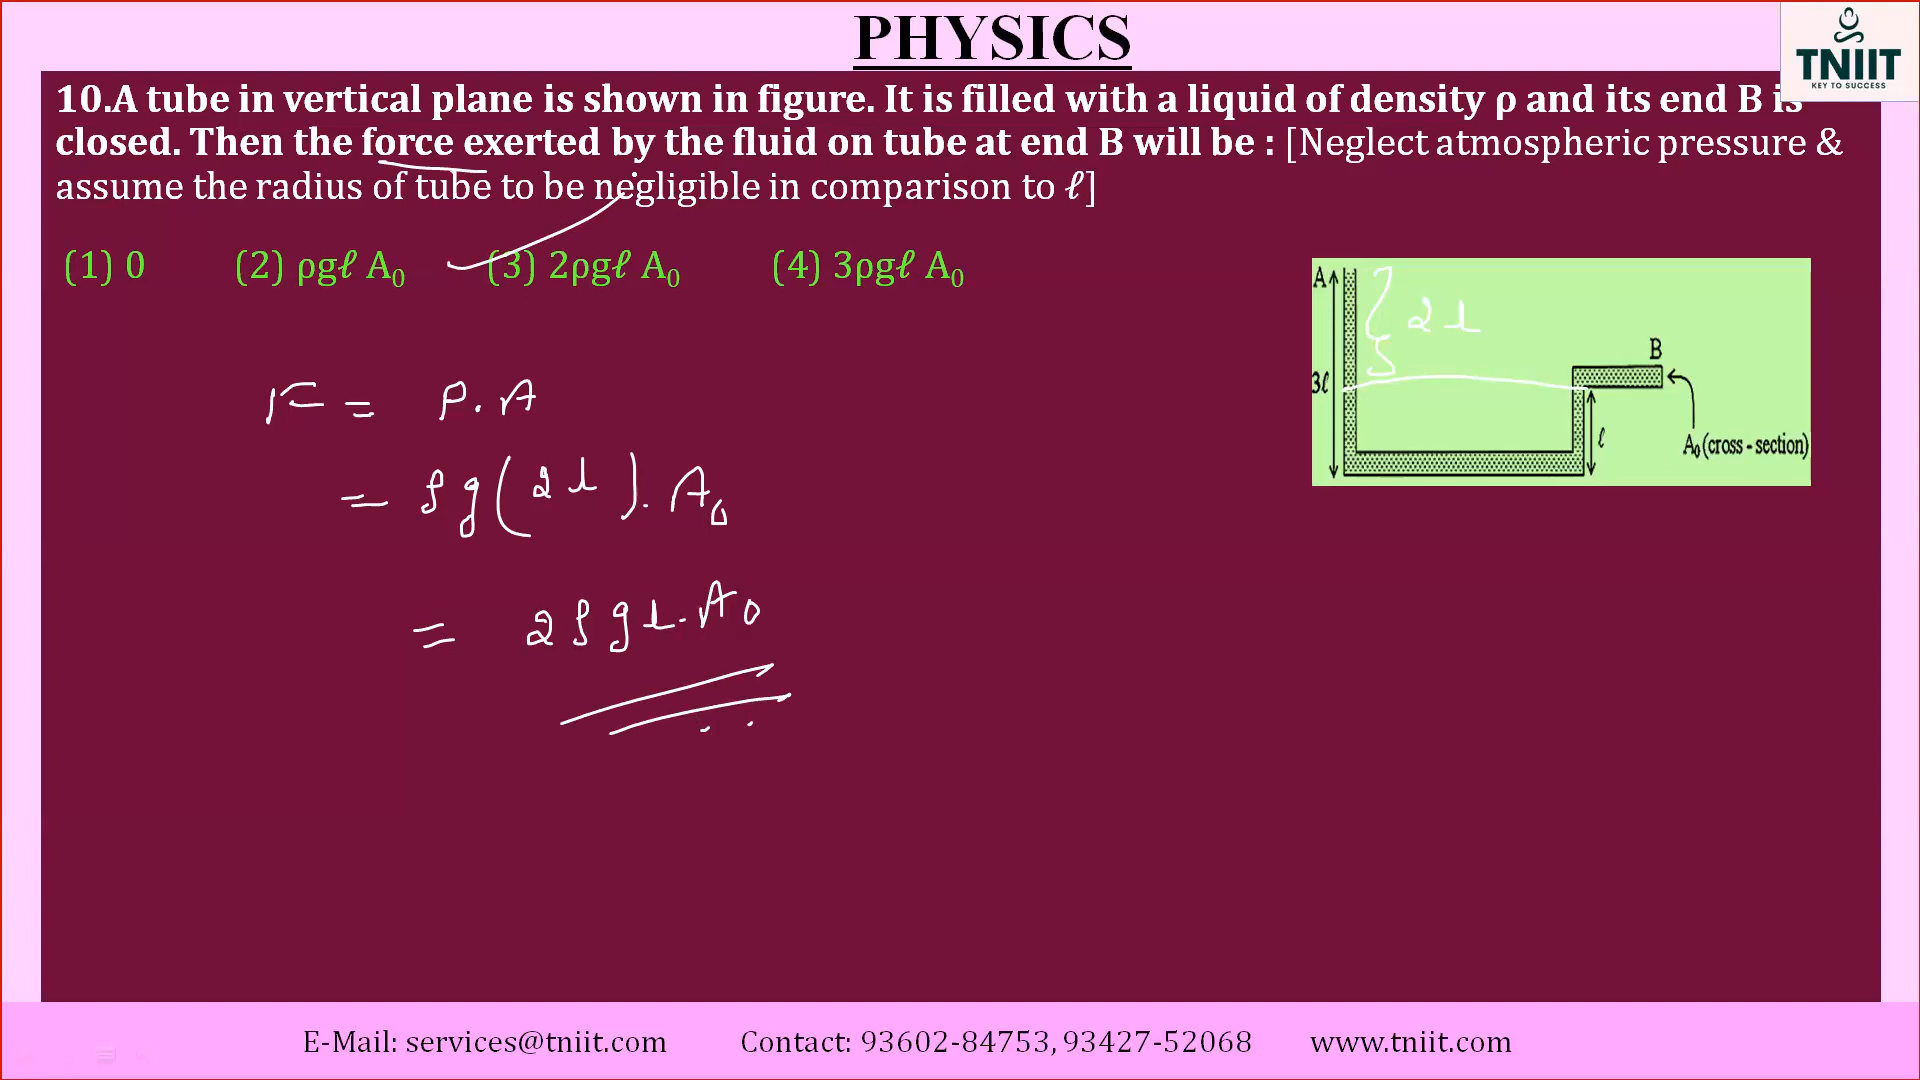 PHYSICS
TNIIT
KEY TO SUCCESS
10.A tube in vertical plane is shown in figure. It is filled with a liquid of density ρ and its end B is
closed. Then the force exerted by the fluid on tube at end B will be : [Neglect atmospheric pressure &
assume the radius of tube to be negligible in comparison to ℓ]
(1) 0 (2) ρgℓ A₀ (3) 2ρgℓ A₀ (4) 3ρgℓ A₀
A
2l
B
3ℓ
ℓ
A₀ (cross - section)
F = P.A
= ρg(2l).A₀
= 2ρgl.A₀
E-Mail: services@tniit.com Contact: 93602-84753, 93427-52068 www.tniit.com